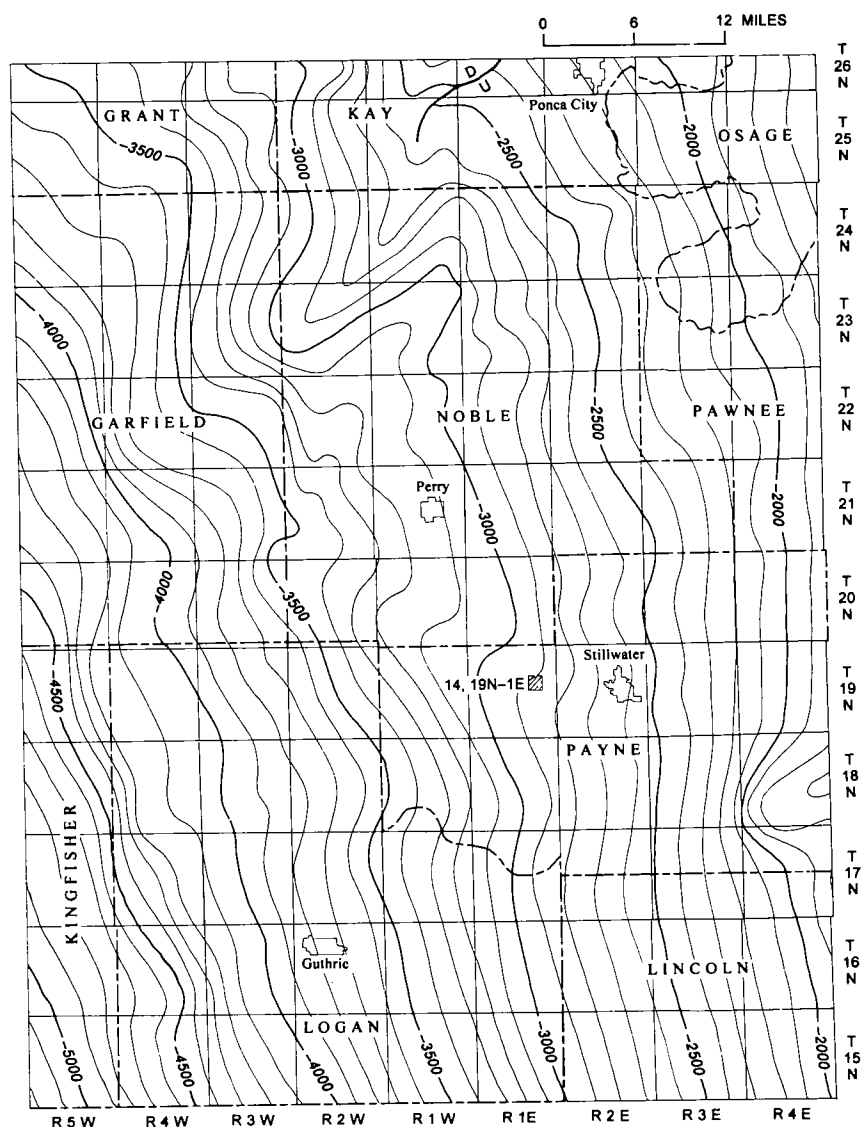 0 6 12 MILES
T 26 N
D
U
Ponca City
GRANT
KAY
-3000
-2500
-2000
OSAGE
T 25 N
-3500
T 24 N
-4000
T 23 N
GARFIELD
NOBLE
-2500
PAWNEE
T 22 N
Perry
-3000
-2000
T 21 N
-4000
-3500
T 20 N
-4500
Stillwater
14, 19N-1E
T 19 N
PAYNE
T 18 N
KINGFISHER
T 17 N
Guthrie
LINCOLN
T 16 N
LOGAN
-5000
-4500
-4000
-3500
-3000
-2500
-2000
T 15 N
R 5 W R 4 W R 3 W R 2 W R 1 W R 1 E R 2 E R 3 E R 4 E